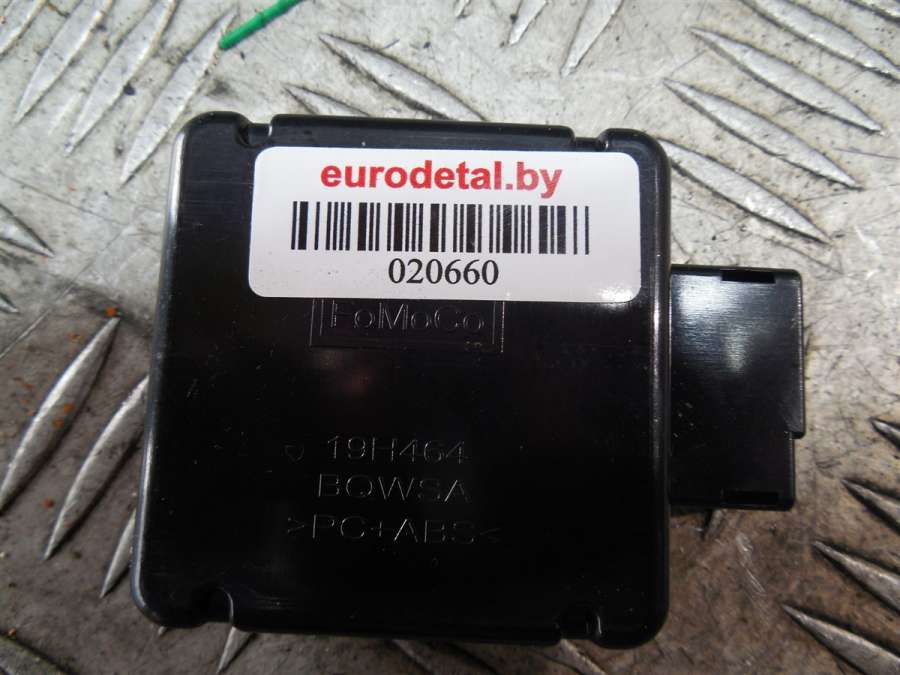 eurodetal.by
020660
FoMoCo
19H464
BQWSA
>PC+ABS<